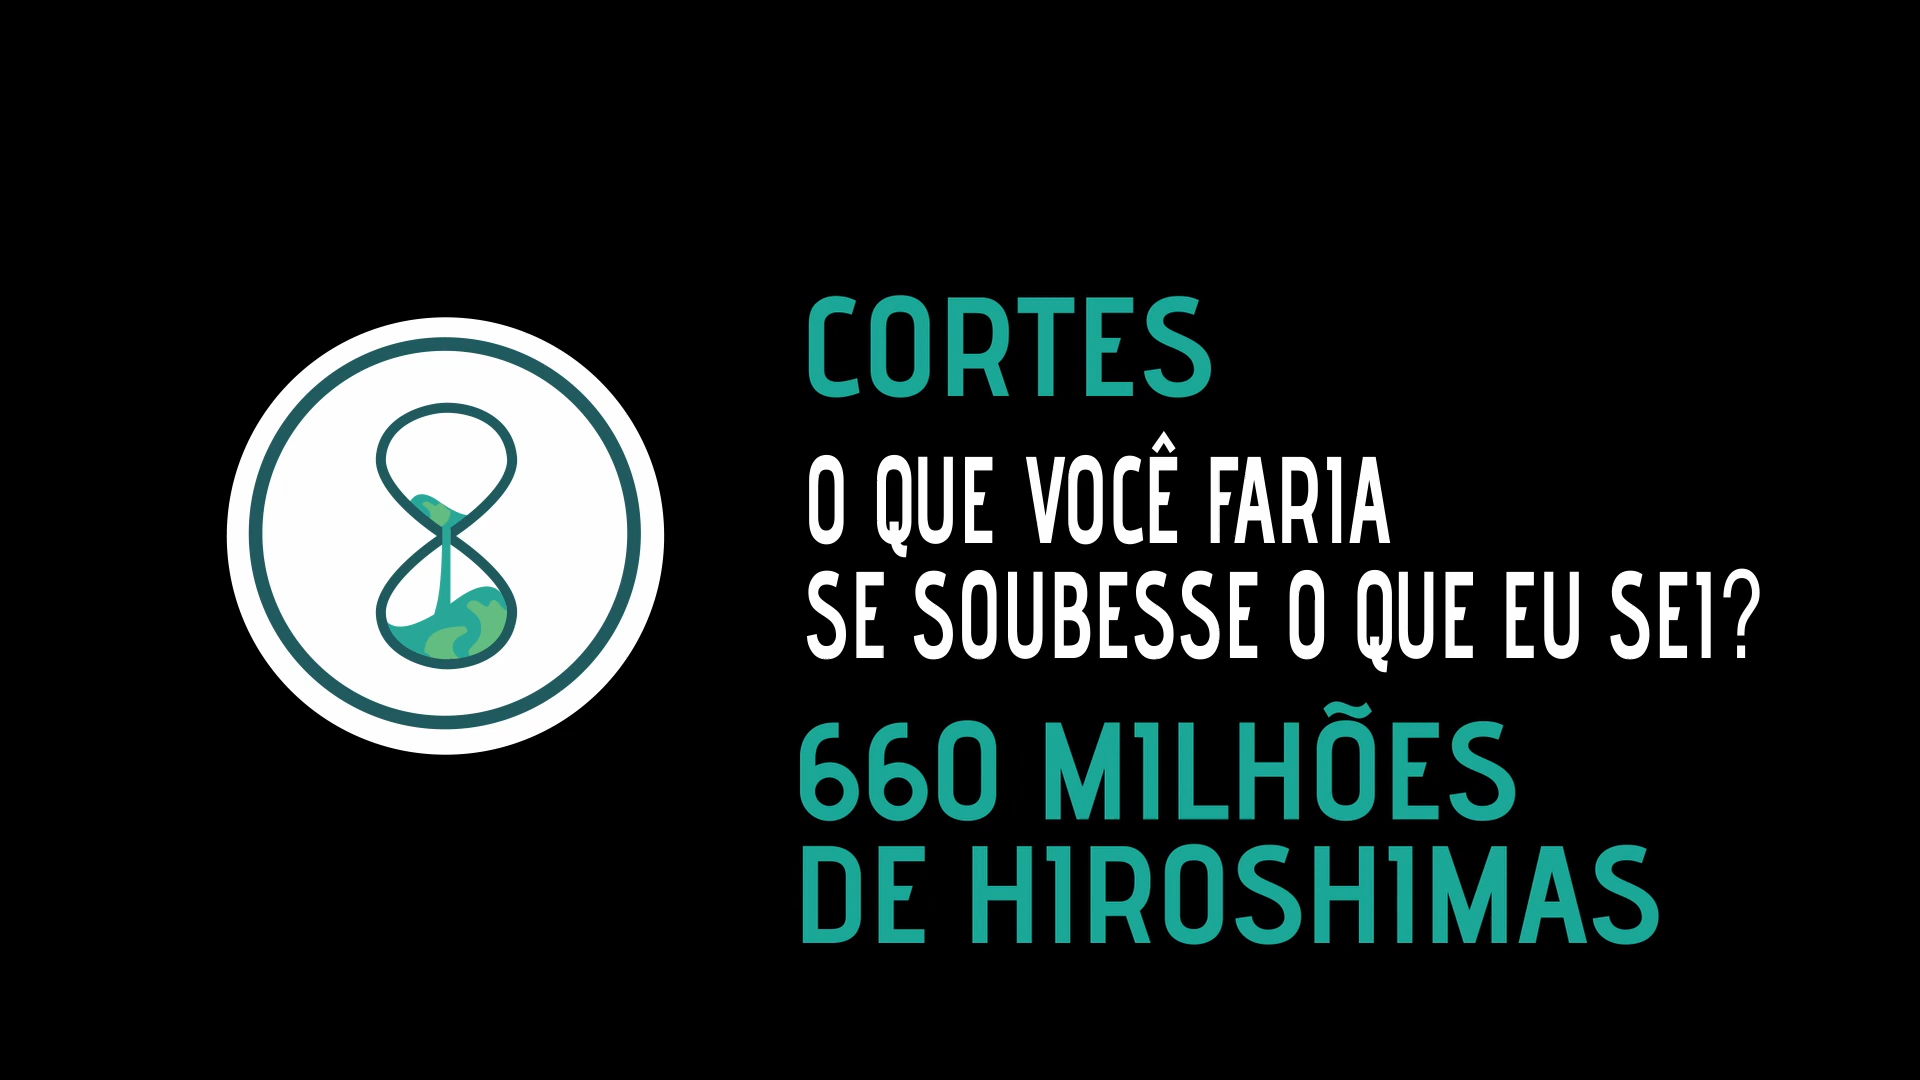 CORTES
O QUE VOCÊ FARIA
SE SOUBESSE O QUE EU SEI?
660 MILHÕES
DE HIROSHIMAS